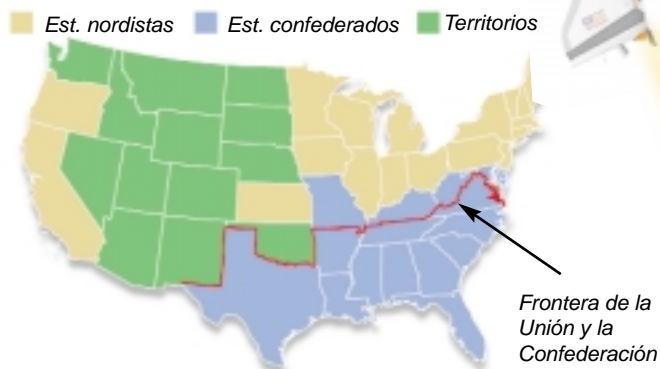 Est. nordistas Est. confederados Territorios
Frontera de la
Unión y la
Confederación